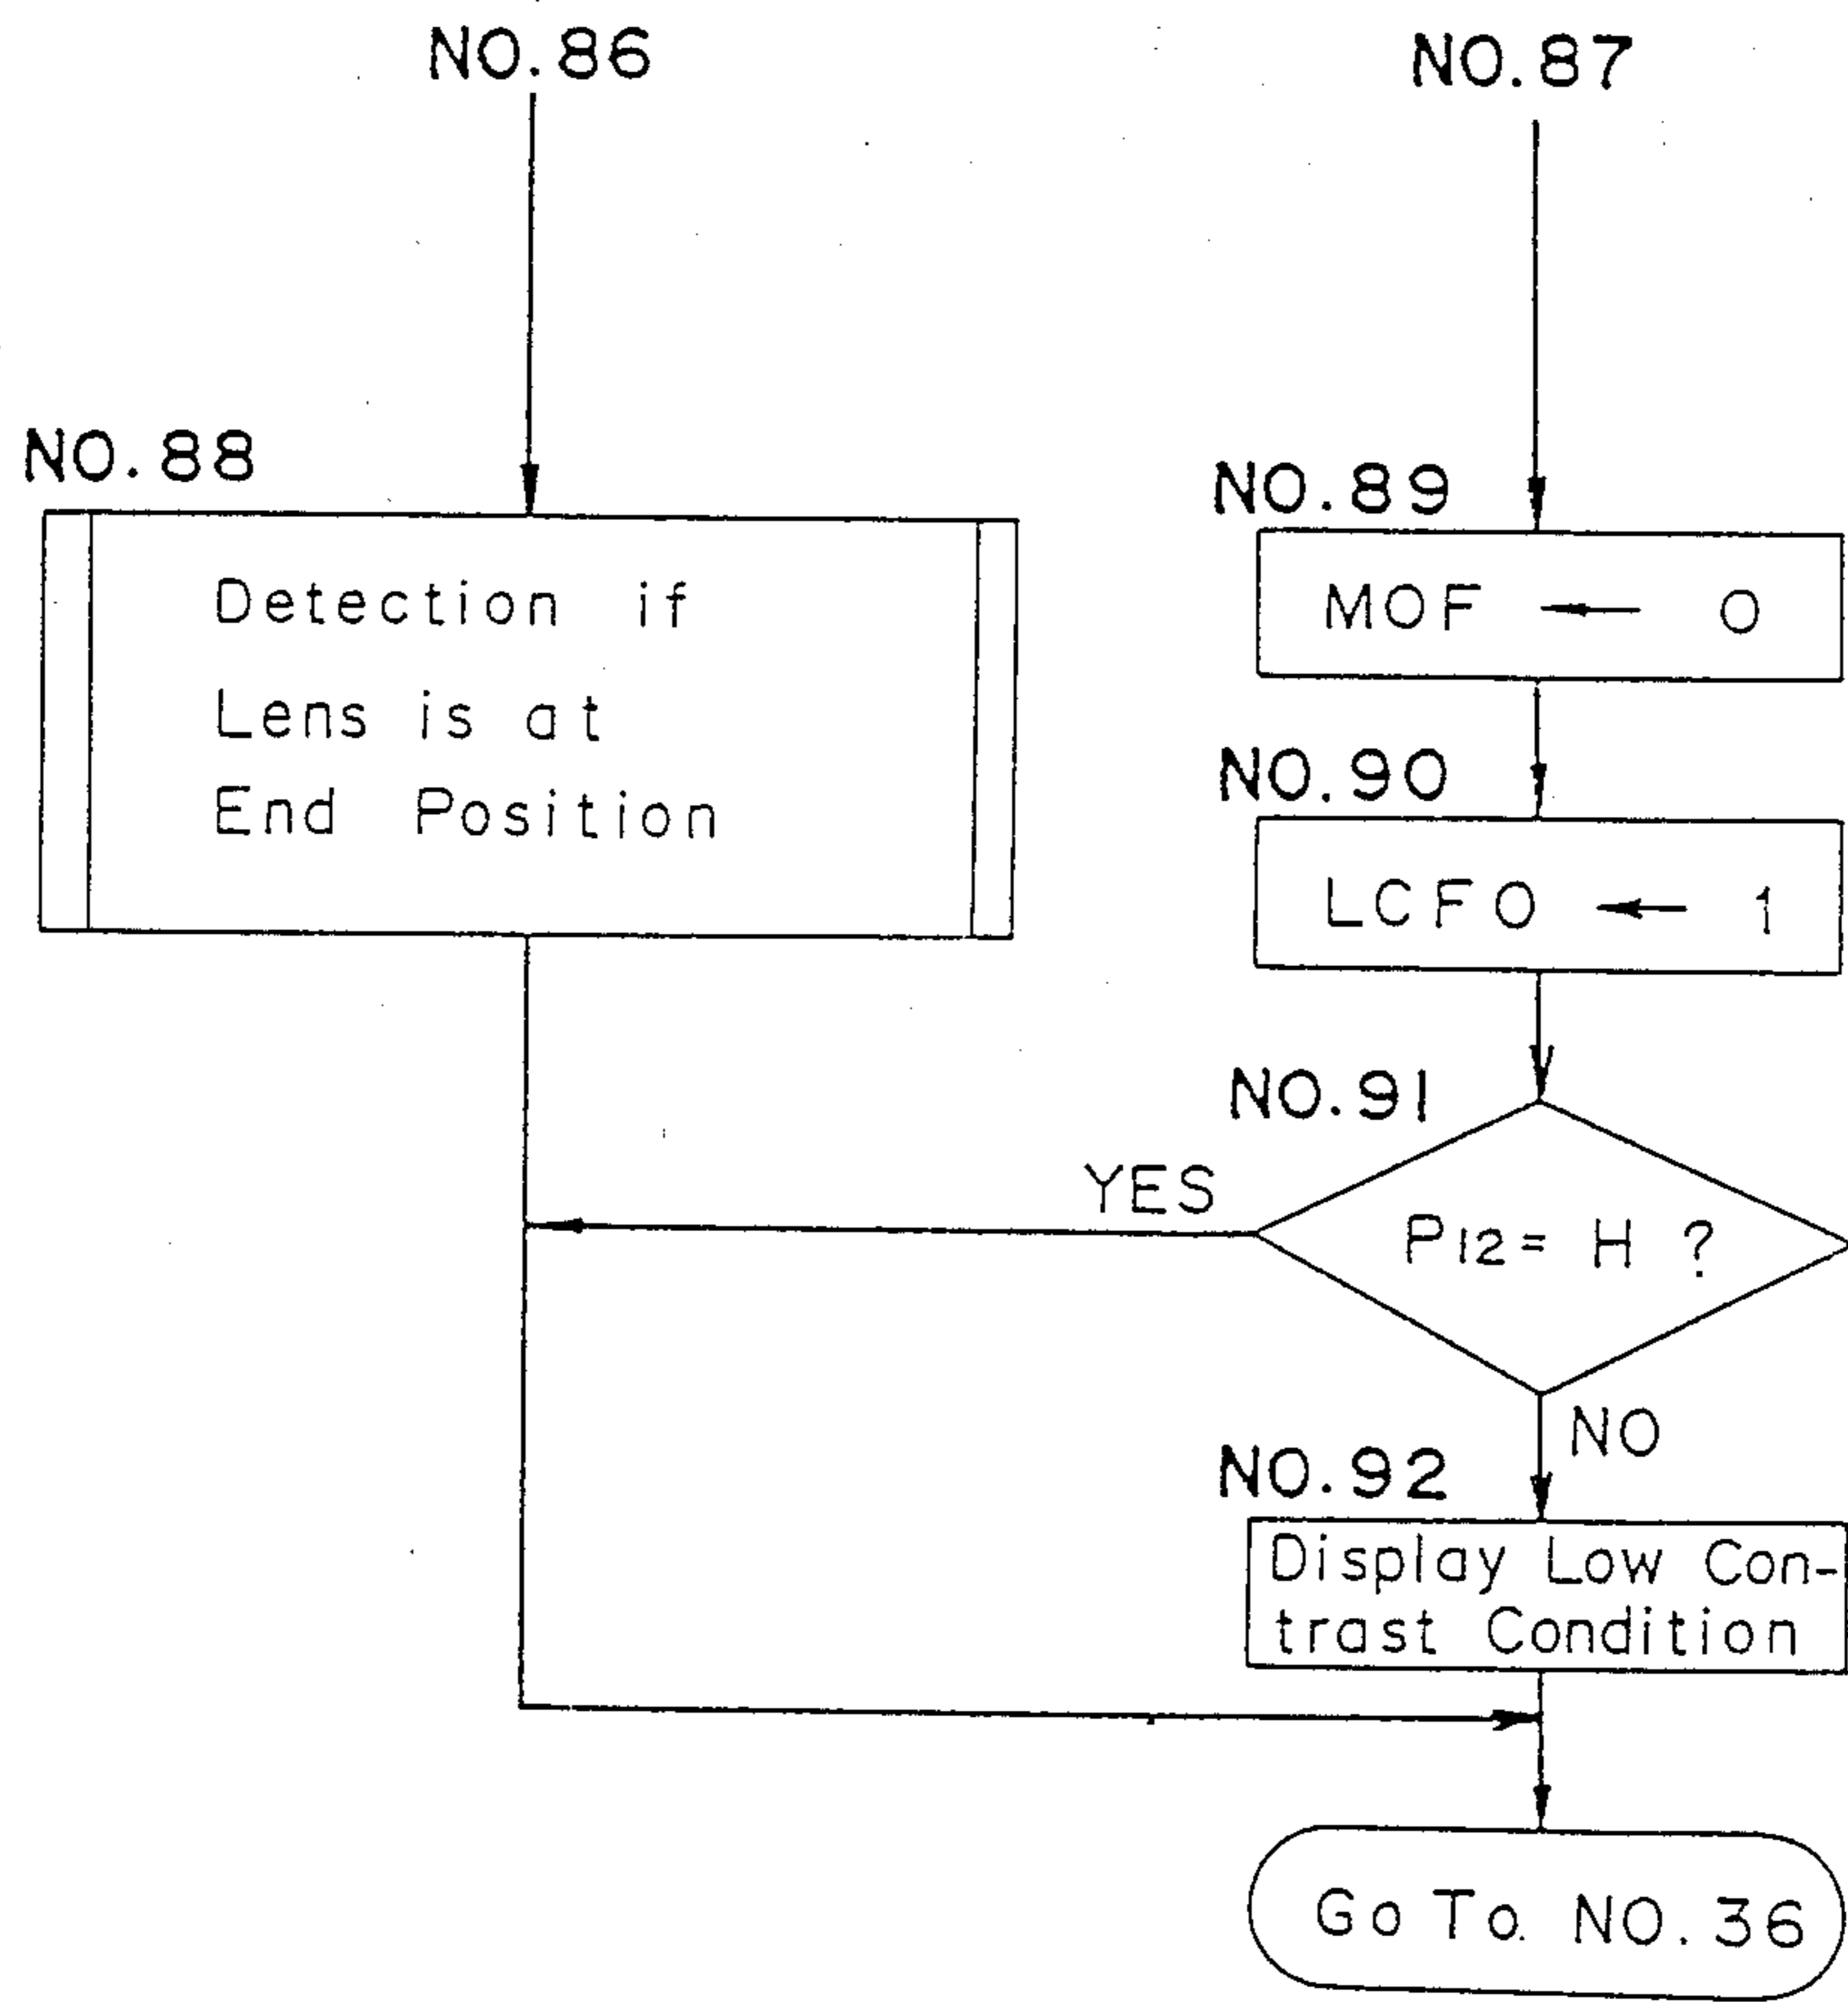 NO.86
NO.87
NO.88
Detection if
Lens is at
End Position
NO.89
MOF ← 0
NO.90
LCFO ← 1
NO.91
P12= H ?
YES
NO
NO.92
Display Low Con-
trast Condition
Go To NO.36